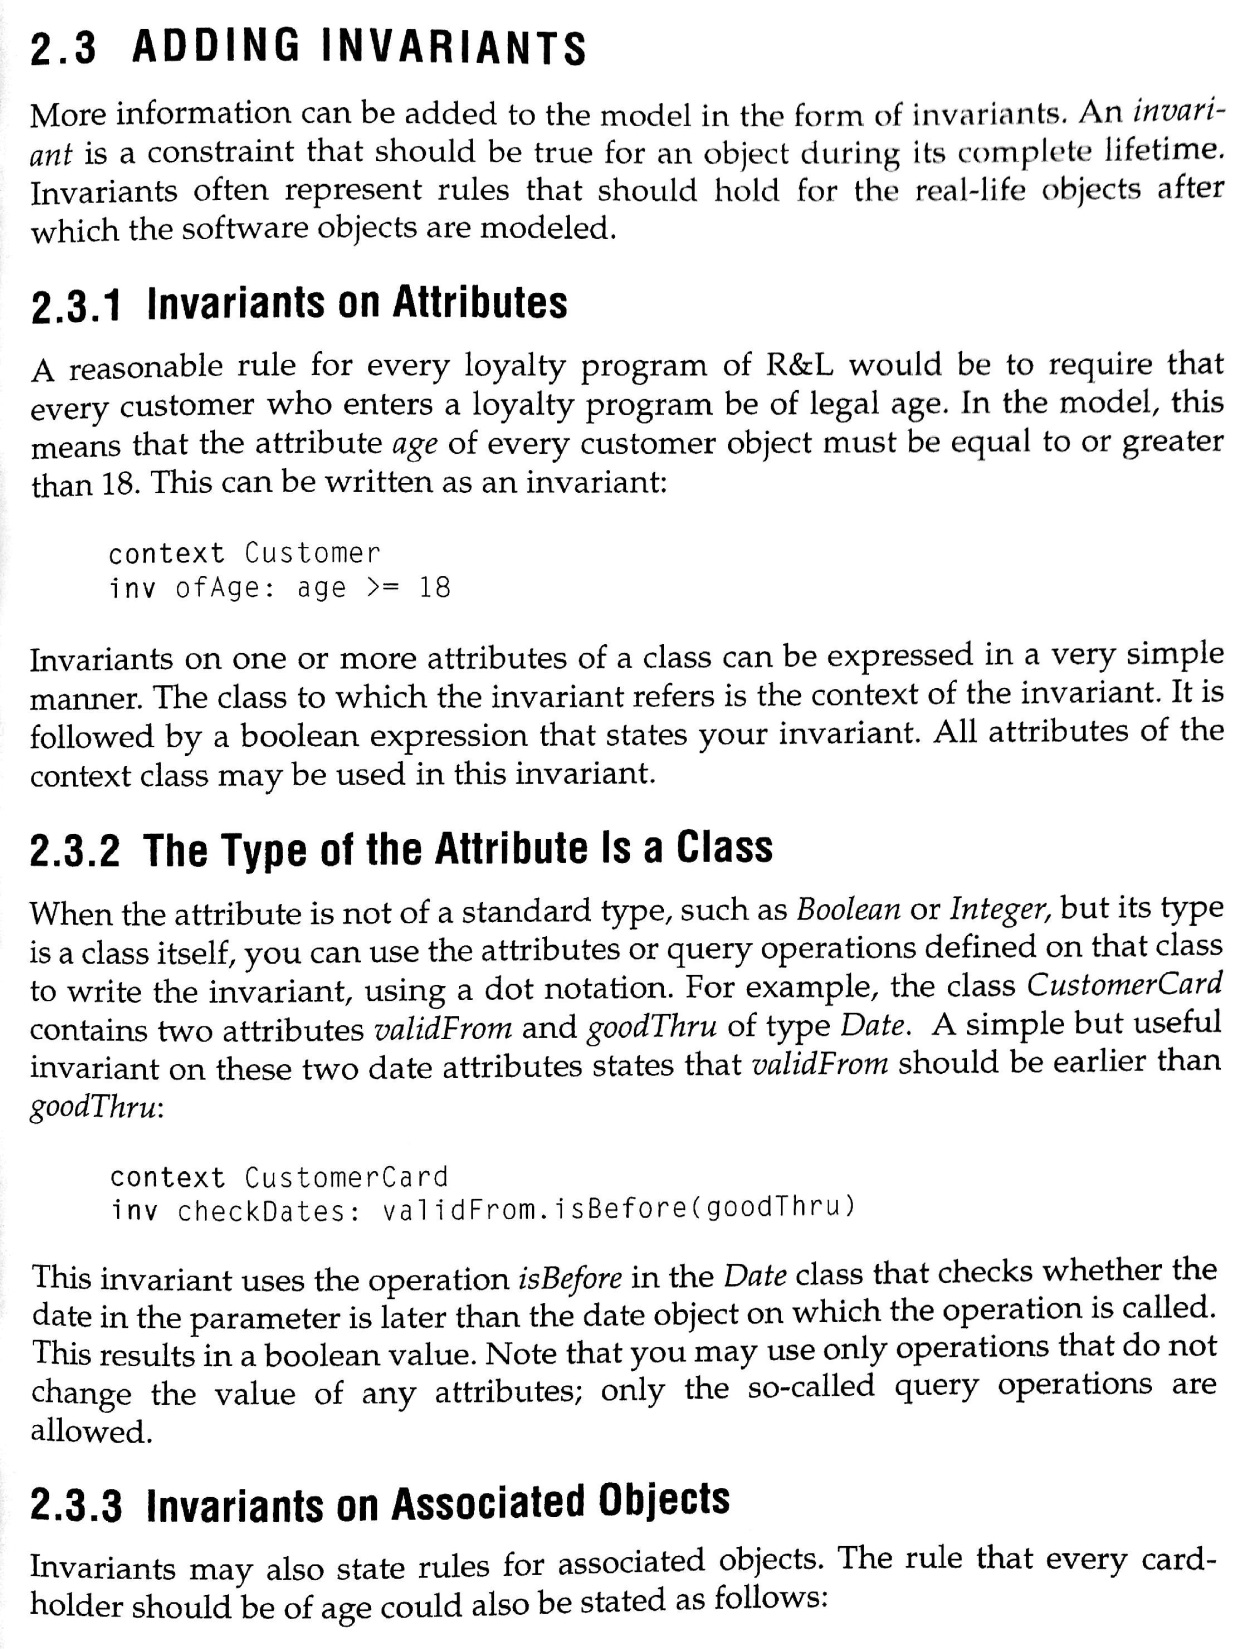 2.3 ADDING INVARIANTS
More information can be added to the model in the form of invariants. An invari-
ant is a constraint that should be true for an object during its complete lifetime.
Invariants often represent rules that should hold for the real-life objects after
which the software objects are modeled.
2.3.1 Invariants on Attributes
A reasonable rule for every loyalty program of R&L would be to require that
every customer who enters a loyalty program be of legal age. In the model, this
means that the attribute age of every customer object must be equal to or greater
than 18. This can be written as an invariant:
context Customer
inv ofAge: age >= 18
Invariants on one or more attributes of a class can be expressed in a very simple
manner. The class to which the invariant refers is the context of the invariant. It is
followed by a boolean expression that states your invariant. All attributes of the
context class may be used in this invariant.
2.3.2 The Type of the Attribute Is a Class
When the attribute is not of a standard type, such as Boolean or Integer, but its type
is a class itself, you can use the attributes or query operations defined on that class
to write the invariant, using a dot notation. For example, the class CustomerCard
contains two attributes validFrom and goodThru of type Date. A simple but useful
invariant on these two date attributes states that validFrom should be earlier than
goodThru:
context CustomerCard
inv checkDates: validFrom.isBefore(goodThru)
This invariant uses the operation isBefore in the Date class that checks whether the
date in the parameter is later than the date object on which the operation is called.
This results in a boolean value. Note that you may use only operations that do not
change the value of any attributes; only the so-called query operations are
allowed.
2.3.3 Invariants on Associated Objects
Invariants may also state rules for associated objects. The rule that every card-
holder should be of age could also be stated as follows: